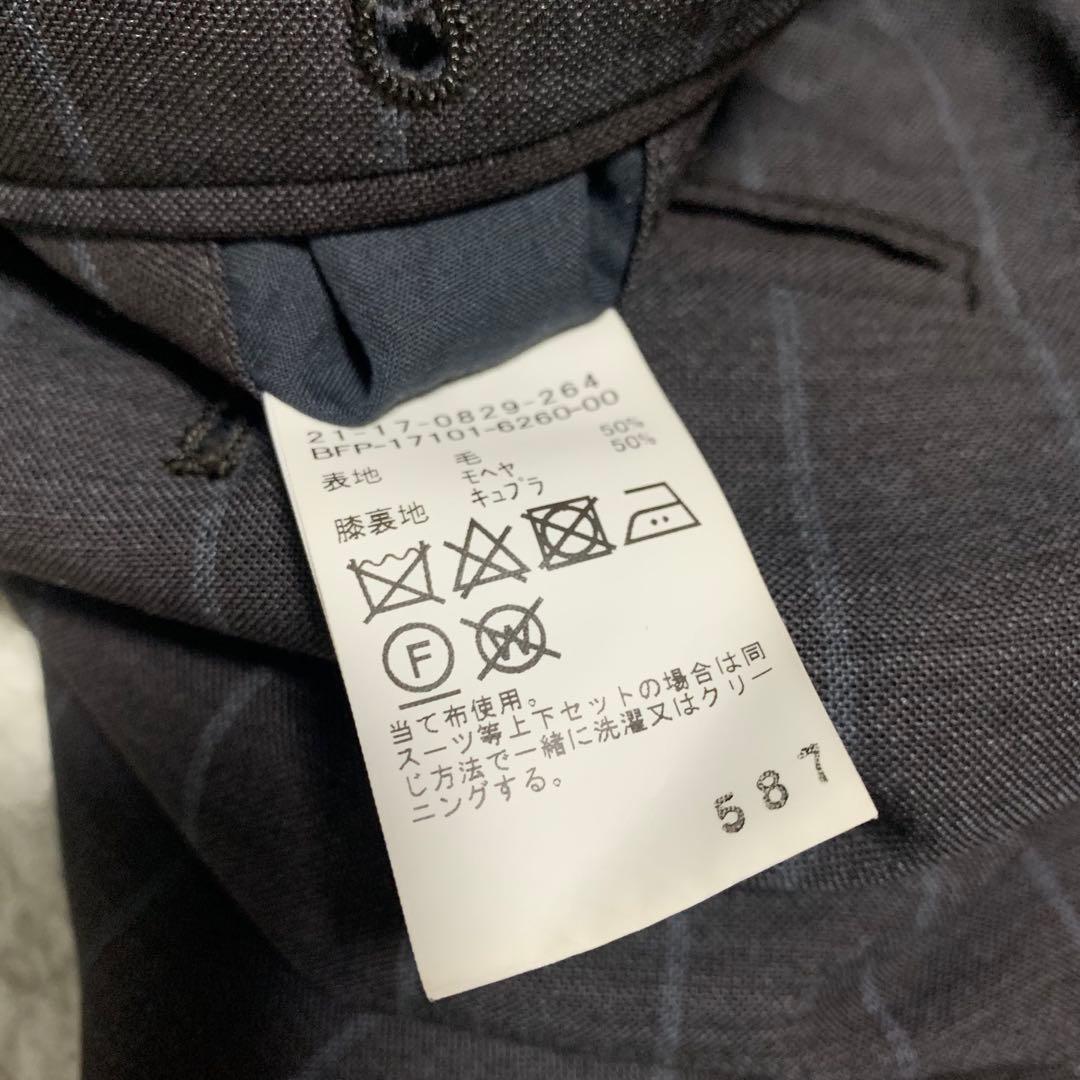 21-17-0829-264
BFP-17101-6260-00
表地 毛 50%
モヘヤ 50%
膝裏地 キュプラ
F W
当て布使用。
スーツ等上下セットの場合は同
じ方法で一緒に洗濯又はクリー
ニングする。
587